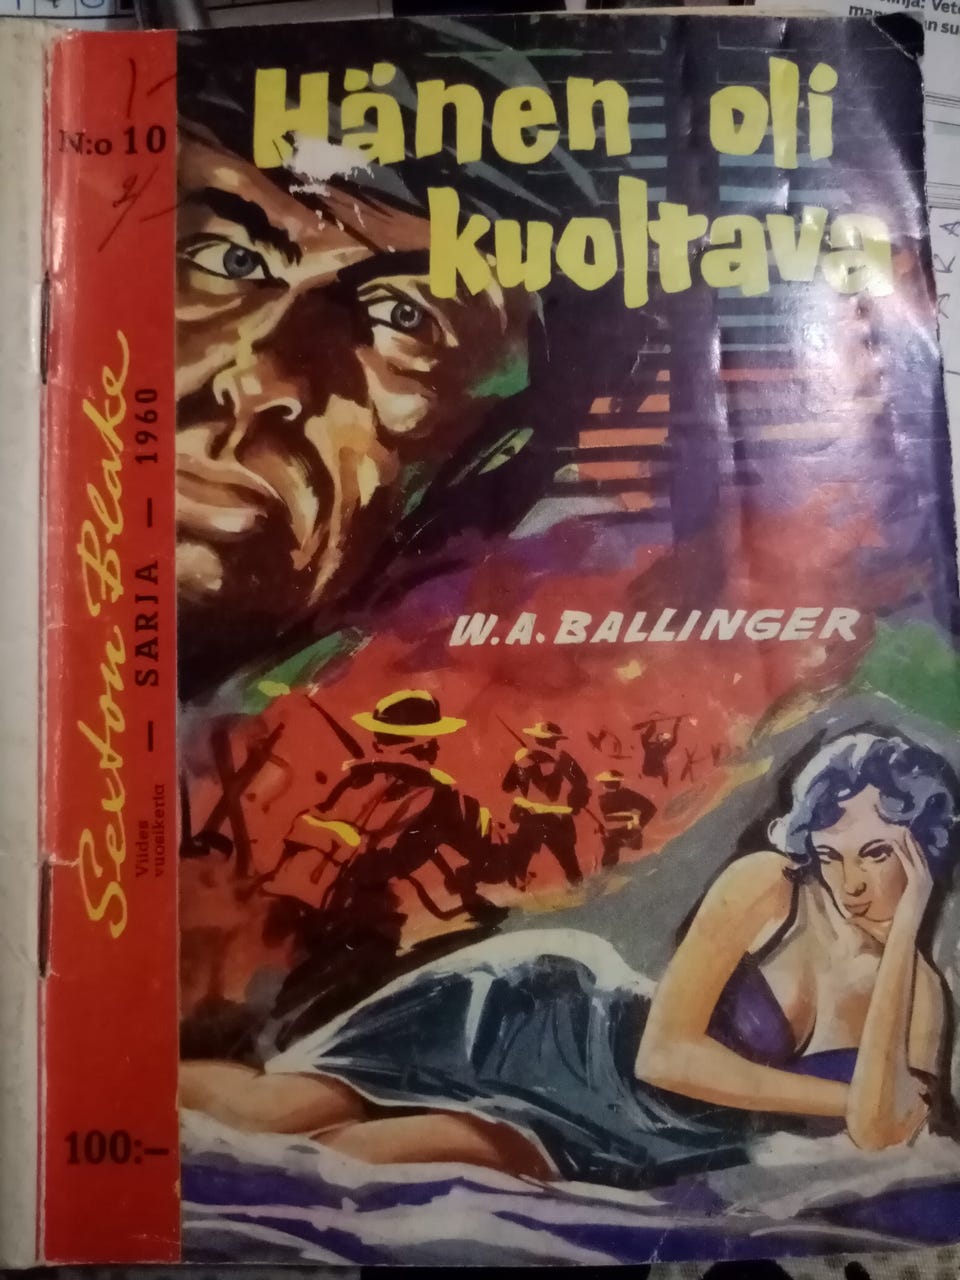 Hänen oli
kuoltava
N:o 10
Sexton Blake
— SARJA — 1960
Viides
vuosikerta
W.A. BALLINGER
100:-